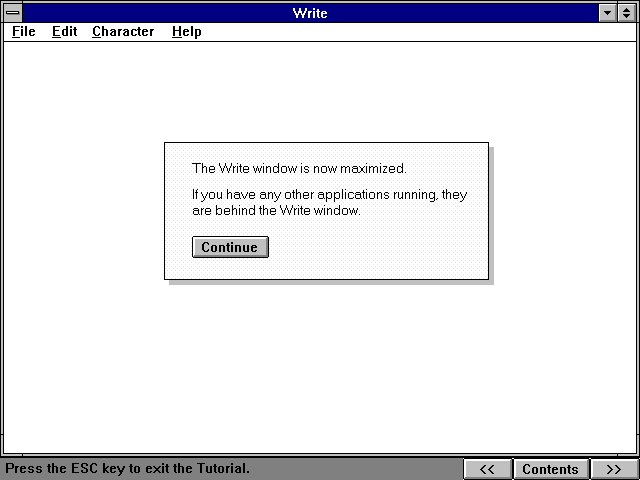 Write
File Edit Character Help
The Write window is now maximized.
If you have any other applications running, they
are behind the Write window.
Continue
Press the ESC key to exit the Tutorial. << Contents >>